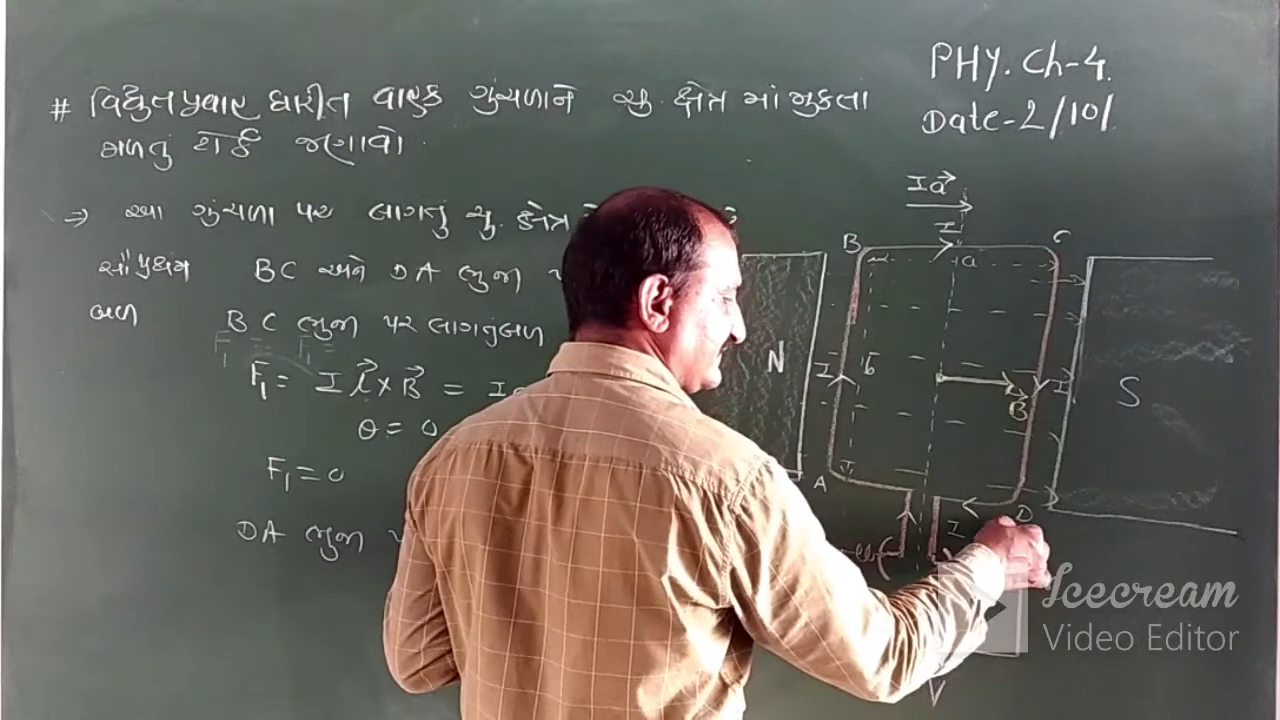 PHY. Ch-4.
Date-2/10/.
# વિદ્યુતપ્રવાહ ધારીત વાહક ગુંચળાને ચુ. ક્ષેત્ર માં મુકતા
મળતું ટોર્ક જણાવો.
⇒ આ ગુંચળા પર લાગતું ચુ. ક્ષેત્ર
સૌપ્રથમ BC અને DA ભુજા
બળ
BC ભુજા પર લાગતુંબળ
F₁ = I l⃗ × B⃗ = I
θ = 0
F₁ = 0
DA ભુજા
I a⃗
I
B
C
a
N
I
b
B⃗
I
S
A
D
I
Icecream
Video Editor